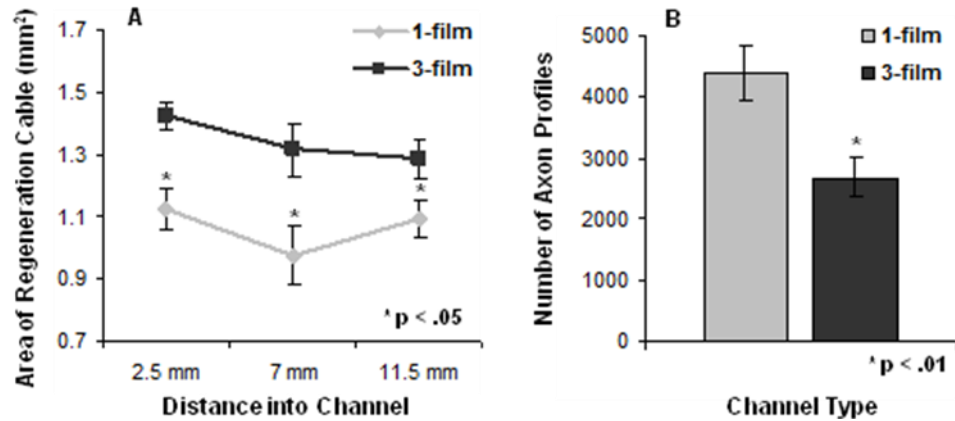 A
Area of Regeneration Cable (mm²)
1.7
1.5
1.3
1.1
0.9
0.7
1-film
3-film
*
*
*
* p < .05
2.5 mm
7 mm
11.5 mm
Distance into Channel
B
Number of Axon Profiles
5000
4000
3000
2000
1000
0
1-film
3-film
*
* p < .01
Channel Type